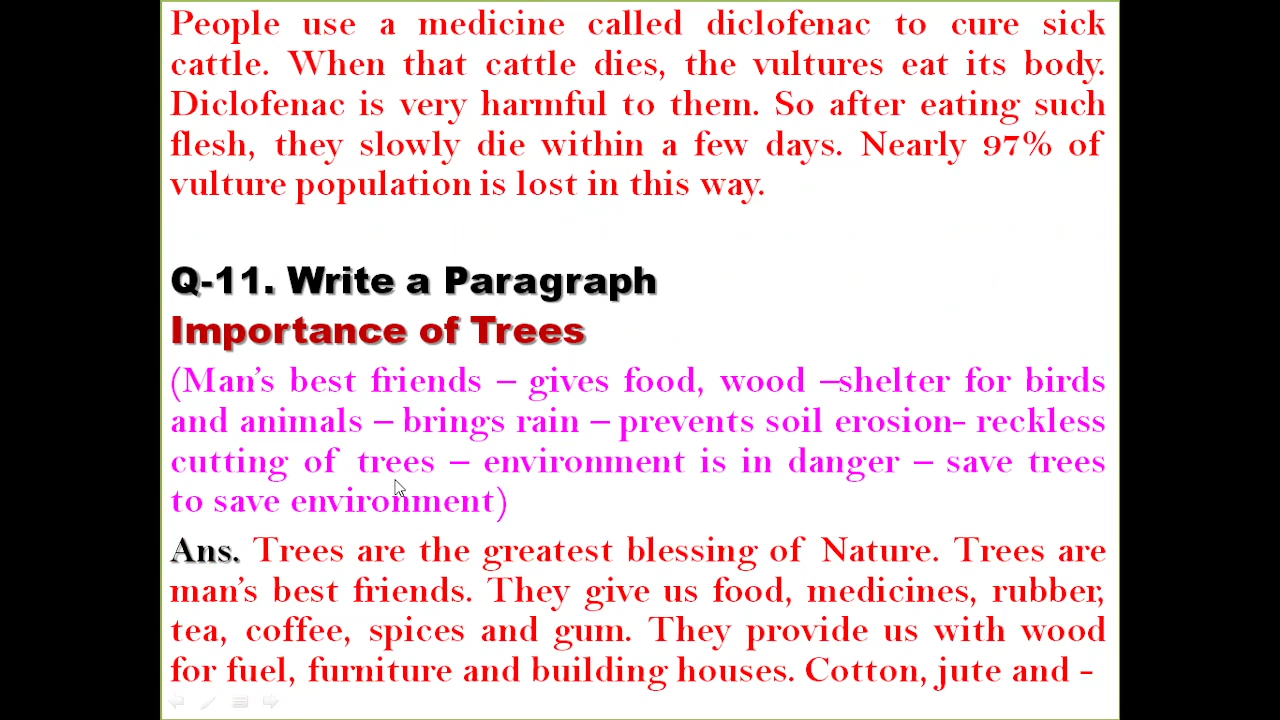 People use a medicine called diclofenac to cure sick
cattle. When that cattle dies, the vultures eat its body.
Diclofenac is very harmful to them. So after eating such
flesh, they slowly die within a few days. Nearly 97% of
vulture population is lost in this way.
Q-11. Write a Paragraph
Importance of Trees
(Man's best friends – gives food, wood –shelter for birds
and animals – brings rain – prevents soil erosion- reckless
cutting of trees – environment is in danger – save trees
to save environment)
Ans. Trees are the greatest blessing of Nature. Trees are
man's best friends. They give us food, medicines, rubber,
tea, coffee, spices and gum. They provide us with wood
for fuel, furniture and building houses. Cotton, jute and -